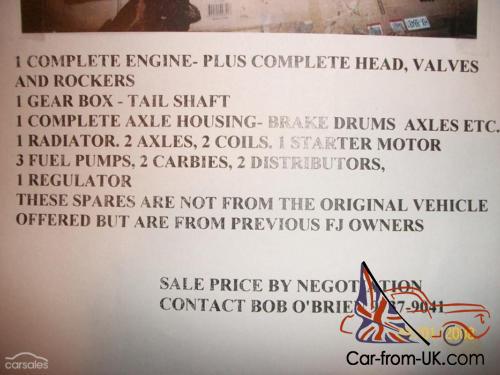 1 COMPLETE ENGINE- PLUS COMPLETE HEAD, VALVES
AND ROCKERS
1 GEAR BOX - TAIL SHAFT
1 COMPLETE AXLE HOUSING- BRAKE DRUMS AXLES ETC.
1 RADIATOR. 2 AXLES, 2 COILS. 1 STARTER MOTOR
3 FUEL PUMPS, 2 CARBIES, 2 DISTRIBUTORS,
1 REGULATOR
THESE SPARES ARE NOT FROM THE ORIGINAL VEHICLE
OFFERED BUT ARE FROM PREVIOUS FJ OWNERS
SALE PRICE BY NEGOTIATION
CONTACT BOB O'BRIEN
carsales
Car-from-UK.com